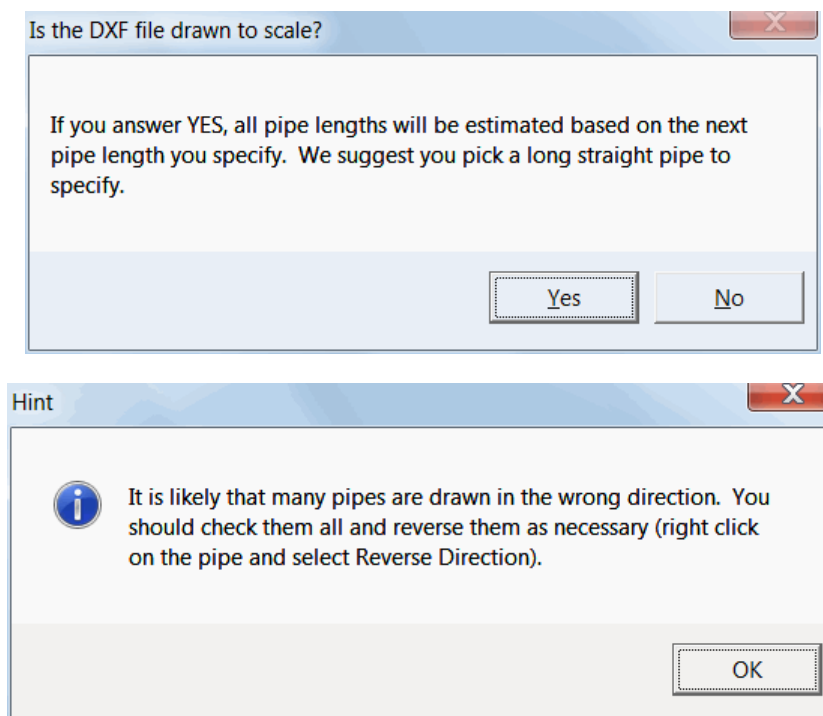 Is the DXF file drawn to scale?
If you answer YES, all pipe lengths will be estimated based on the next
pipe length you specify.  We suggest you pick a long straight pipe to
specify.
Yes
No
Hint
It is likely that many pipes are drawn in the wrong direction.  You
should check them all and reverse them as necessary (right click
on the pipe and select Reverse Direction).
OK